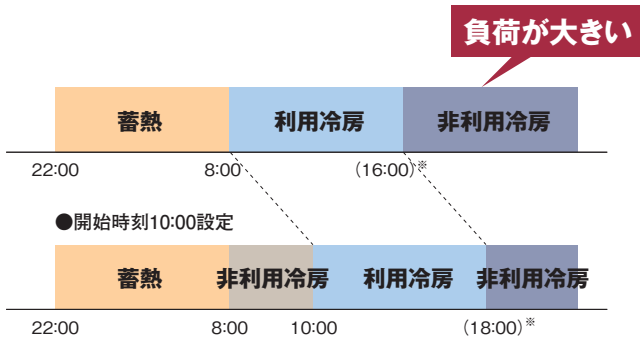 負荷が大きい
蓄熱 利用冷房 非利用冷房
22:00 8:00 (16:00)※
●開始時刻10:00設定
蓄熱 非利用冷房 利用冷房 非利用冷房
22:00 8:00 10:00 (18:00)※